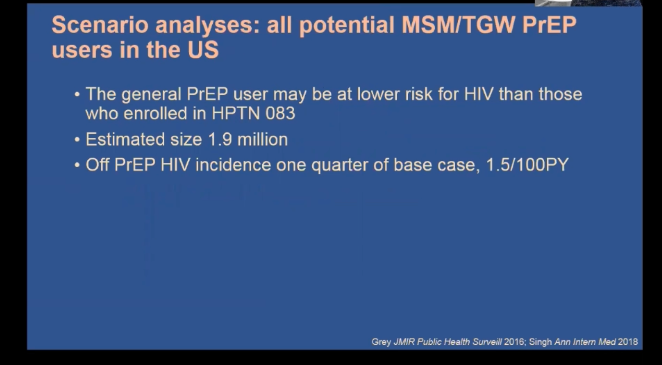 Scenario analyses: all potential MSM/TGW PrEP
users in the US
• The general PrEP user may be at lower risk for HIV than those
who enrolled in HPTN 083
• Estimated size 1.9 million
• Off PrEP HIV incidence one quarter of base case, 1.5/100PY
Grey JMIR Public Health Surveill 2016; Singh Ann Intern Med 2018